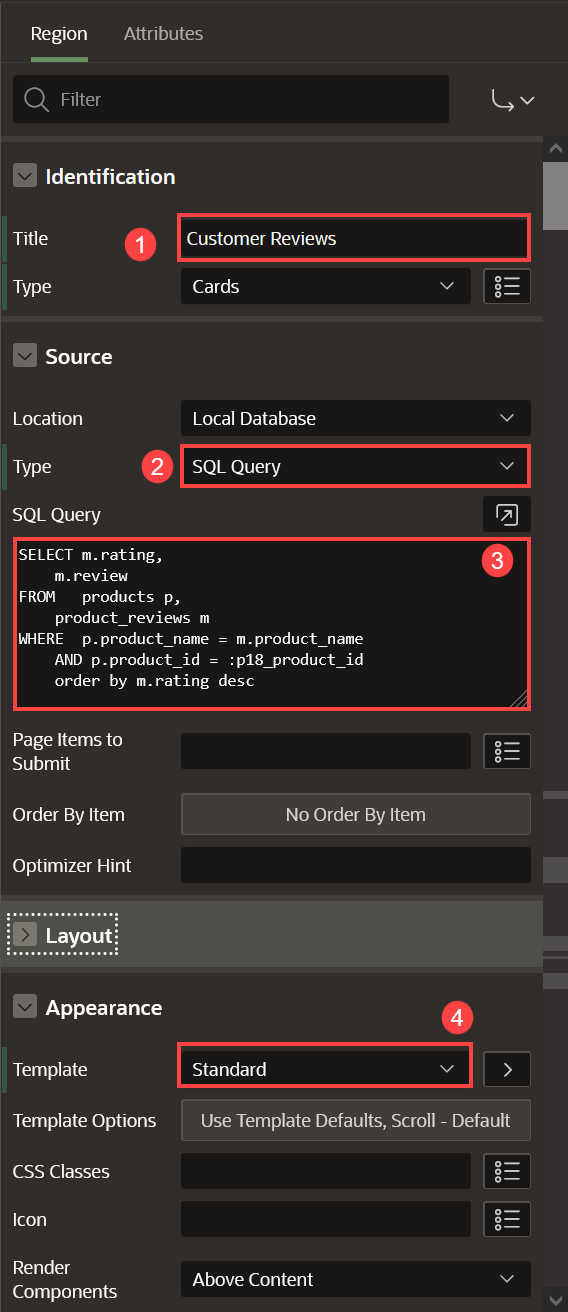 Region Attributes
Filter
Identification
Title 1 Customer Reviews
Type Cards
Source
Location Local Database
Type 2 SQL Query
SQL Query
3
SELECT m.rating,
    m.review
FROM   products p,
    product_reviews m
WHERE  p.product_name = m.product_name
    AND p.product_id = :p18_product_id
    order by m.rating desc
Page Items to
Submit
Order By Item No Order By Item
Optimizer Hint
Layout
Appearance
4
Template Standard
Template Options Use Template Defaults, Scroll - Default
CSS Classes
Icon
Render
Components
Above Content